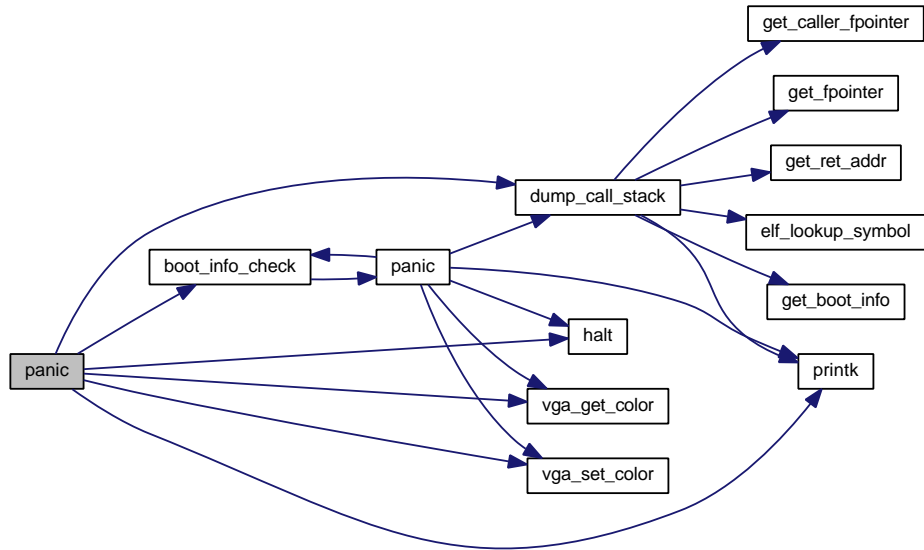 get_caller_fpointer
get_fpointer
get_ret_addr
dump_call_stack
elf_lookup_symbol
boot_info_check
panic
get_boot_info
halt
panic
printk
vga_get_color
vga_set_color